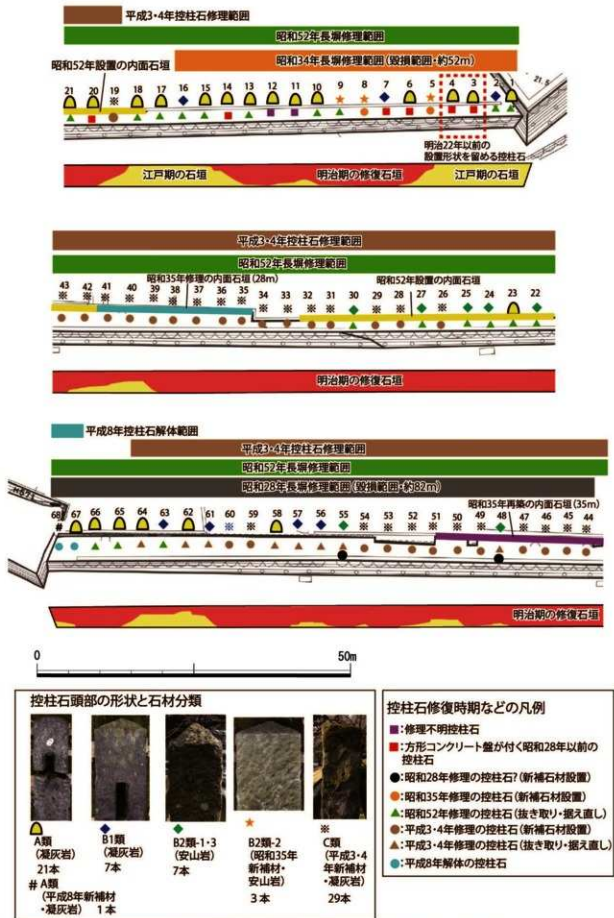 平成3・4年控柱石修理範囲
昭和52年長塀修理範囲
昭和34年長塀修理範囲(毀損範囲・約52m)
昭和52年設置の内面石垣
21 20 19 18 17 16 15 14 13 12 11 10 9 8 7 6 5 4 3 2 1
21.5
明治22年以前の
設置形状を留める控柱石
江戸期の石垣 明治期の修復石垣 江戸期の石垣
平成3・4年控柱石修理範囲
昭和52年長塀修理範囲
昭和35年修理の内面石垣(28m) 昭和52年設置の内面石垣
43 42 41 40 39 38 37 36 35 34 33 32 31 30 29 28 27 26 25 24 23 22
明治期の修復石垣
平成8年控柱石解体範囲
平成3・4年控柱石修理範囲
昭和52年長塀修理範囲
昭和28年長塀修理範囲(毀損範囲・約82m)
昭和35年再築の内面石垣(35m)
68 67 66 65 64 63 62 61 60 59 58 57 56 55 54 53 52 51 50 49 48 47 46 45 44
#
明治期の修復石垣
0 50m
控柱石頭部の形状と石材分類
A類
(凝灰岩)
21本
# A類
(平成8年新補材
・凝灰岩) 1本
B1類
(凝灰岩)
7本
B2類-1・3
(安山岩)
7本
B2類-2
(昭和35年
新補材・
安山岩)
3本
C類
(平成3・4
年新補材
・凝灰岩)
29本
控柱石修復時期などの凡例
■:修理不明控柱石
■:方形コンクリート盤が付く昭和28年以前の
控柱石
●:昭和28年修理の控柱石?(新補石材設置)
●:昭和35年修理の控柱石(新補石材設置)
▲:昭和52年修理の控柱石(抜き取り・据え直し)
●:平成3・4年修理の控柱石(新補石材設置)
▲:平成3・4年修理の控柱石(抜き取り・据え直し)
●:平成8年解体の控柱石